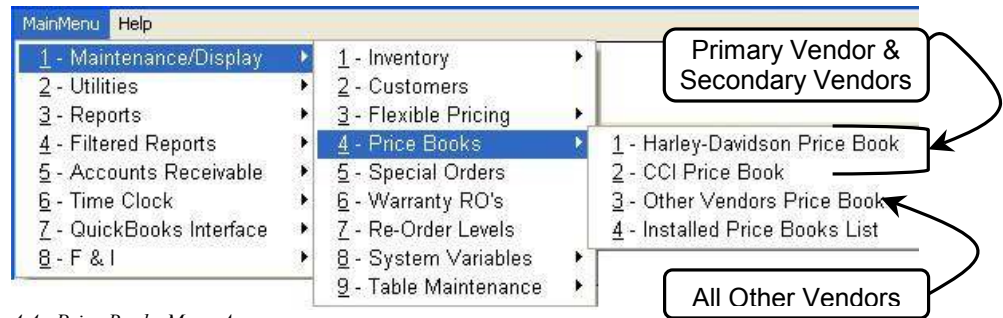 MainMenu Help
1 - Maintenance/Display
2 - Utilities
3 - Reports
4 - Filtered Reports
5 - Accounts Receivable
6 - Time Clock
7 - QuickBooks Interface
8 - F & I
1 - Inventory
2 - Customers
3 - Flexible Pricing
4 - Price Books
5 - Special Orders
6 - Warranty RO's
7 - Re-Order Levels
8 - System Variables
9 - Table Maintenance
Primary Vendor &
Secondary Vendors
1 - Harley-Davidson Price Book
2 - CCI Price Book
3 - Other Vendors Price Book
4 - Installed Price Books List
All Other Vendors